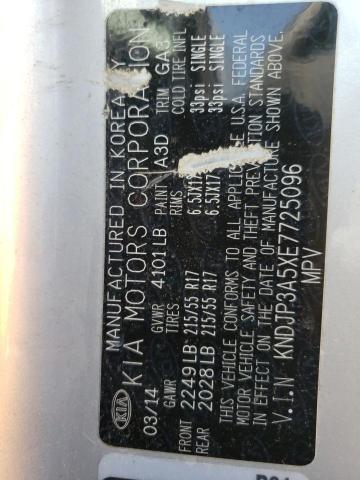 MANUFACTURED IN KOREA BY
KIA KIA MOTORS CORPORATION
03/14 GVWR 4101LB PAINT A3D TRIM GA3
GAWR TIRES RIMS COLD TIRE INFL
FRONT 2249LB 215/55 R17 6.5JX17 33psi SINGLE
REAR 2028LB 215/55 R17 6.5JX17 33psi SINGLE
THIS VEHICLE CONFORMS TO ALL APPLICABLE U.S.A. FEDERAL
MOTOR VEHICLE SAFETY AND THEFT PREVENTION STANDARDS
IN EFFECT ON THE DATE OF MANUFACTURE SHOWN ABOVE.
V.I.N KNDJP3A5XE7725096
MPV